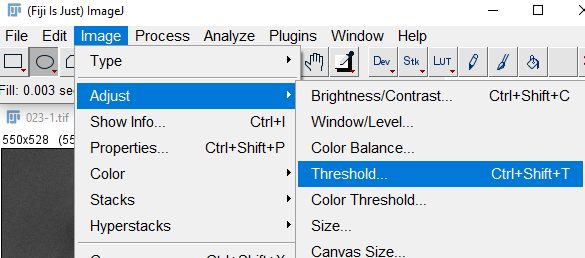 (Fiji Is Just) ImageJ
File Edit Image Process Analyze Plugins Window Help
Dev Stk LUT
Fill: 0.003 se
023-1.tif
550x528 (55
Type
Adjust
Show Info... Ctrl+I
Properties... Ctrl+Shift+P
Color
Stacks
Hyperstacks
Ctrl+Shift+X
Brightness/Contrast... Ctrl+Shift+C
Window/Level...
Color Balance...
Threshold... Ctrl+Shift+T
Color Threshold...
Size...
Canvas Size...